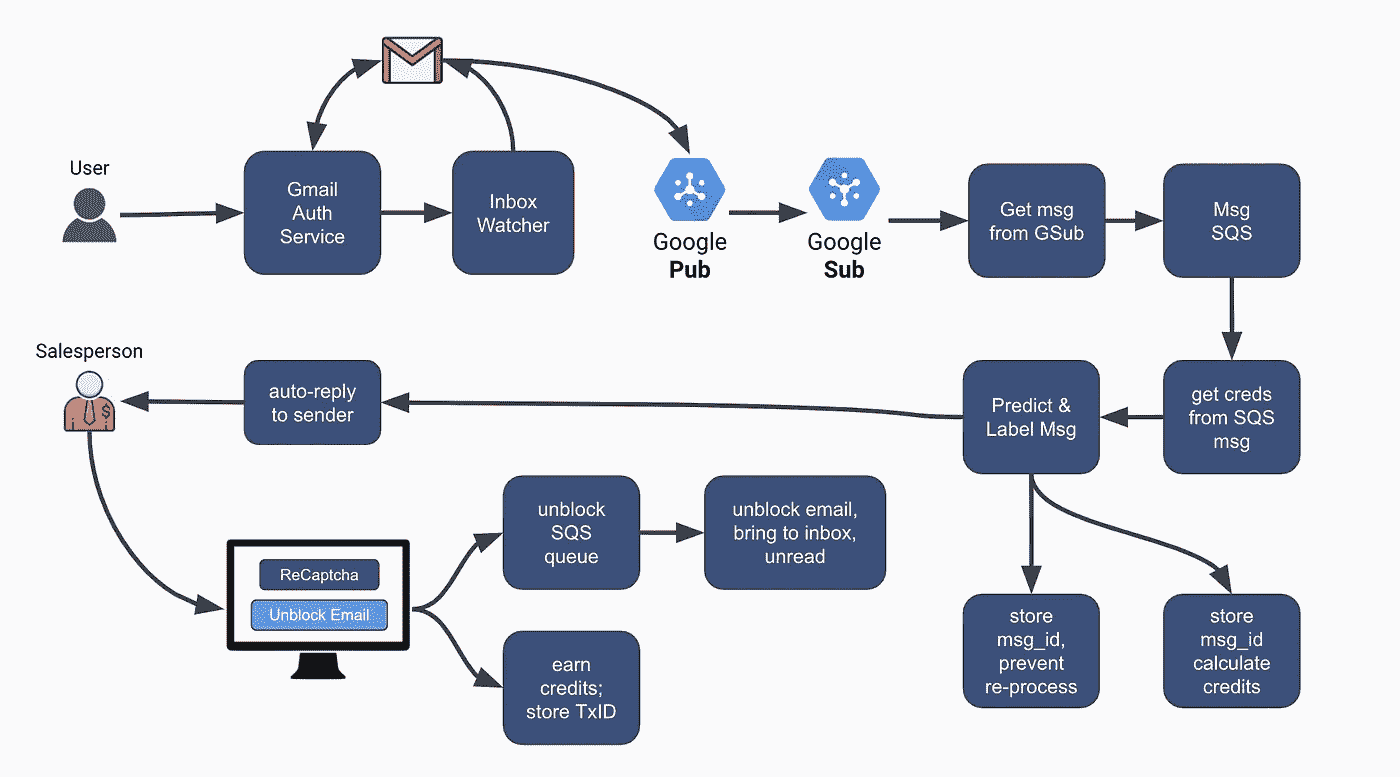 User
Gmail
Auth
Service
Inbox
Watcher
Google
Pub
Google
Sub
Get msg
from GSub
Msg
SQS
Salesperson
$
auto-reply
to sender
Predict &
Label Msg
get creds
from SQS
msg
ReCaptcha
Unblock Email
unblock
SQS
queue
unblock email,
bring to inbox,
unread
earn
credits;
store TxID
store
msg_id,
prevent
re-process
store
msg_id
calculate
credits